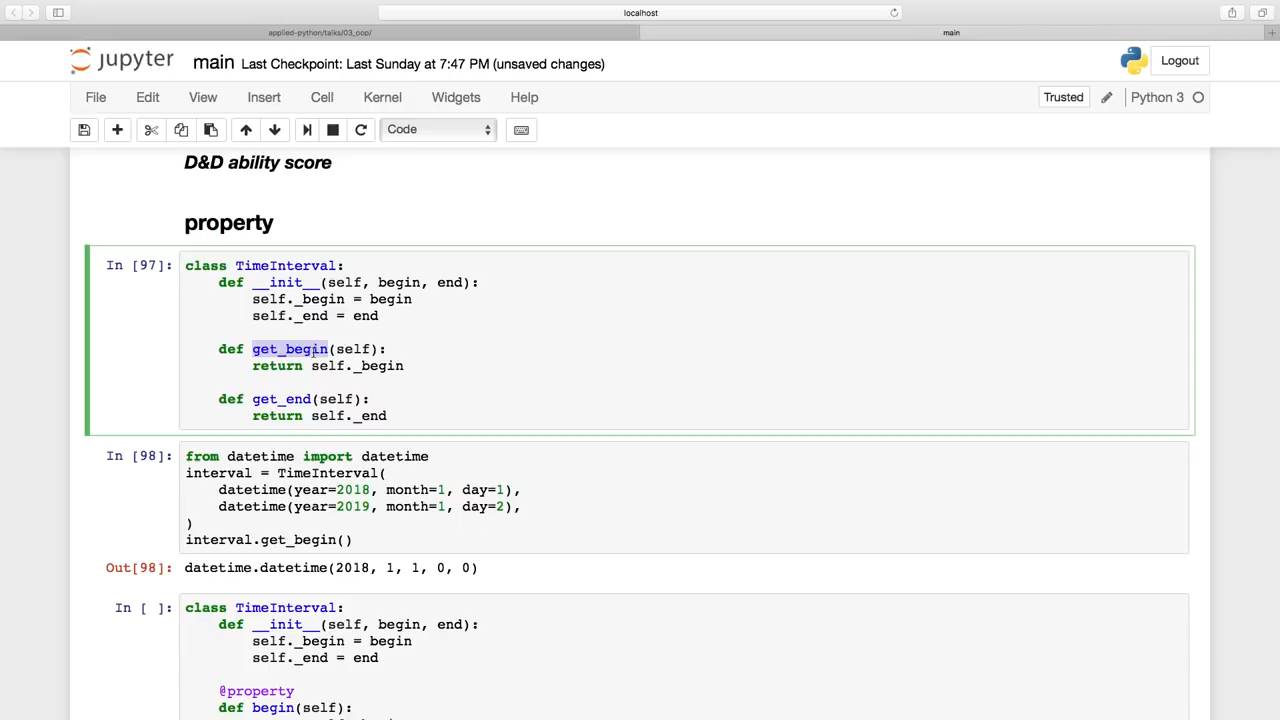 localhost
applied-python/talks/03_oop/
main
jupyter main Last Checkpoint: Last Sunday at 7:47 PM (unsaved changes)
Logout
File Edit View Insert Cell Kernel Widgets Help
Trusted
Python 3
Code
D&D ability score
property
In [97]: class TimeInterval:
    def __init__(self, begin, end):
        self._begin = begin
        self._end = end
    def get_begin(self):
        return self._begin
    def get_end(self):
        return self._end
In [98]: from datetime import datetime
interval = TimeInterval(
    datetime(year=2018, month=1, day=1),
    datetime(year=2019, month=1, day=2),
)
interval.get_begin()
Out[98]: datetime.datetime(2018, 1, 1, 0, 0)
In [ ]: class TimeInterval:
    def __init__(self, begin, end):
        self._begin = begin
        self._end = end
    @property
    def begin(self):